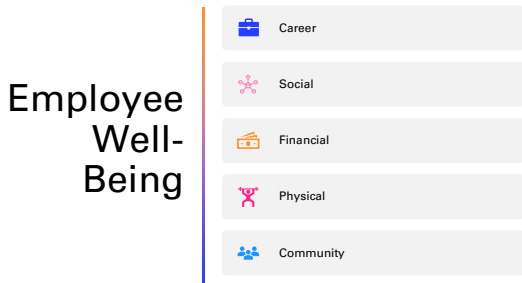 Employee
Well-
Being
Career
Social
Financial
Physical
Community